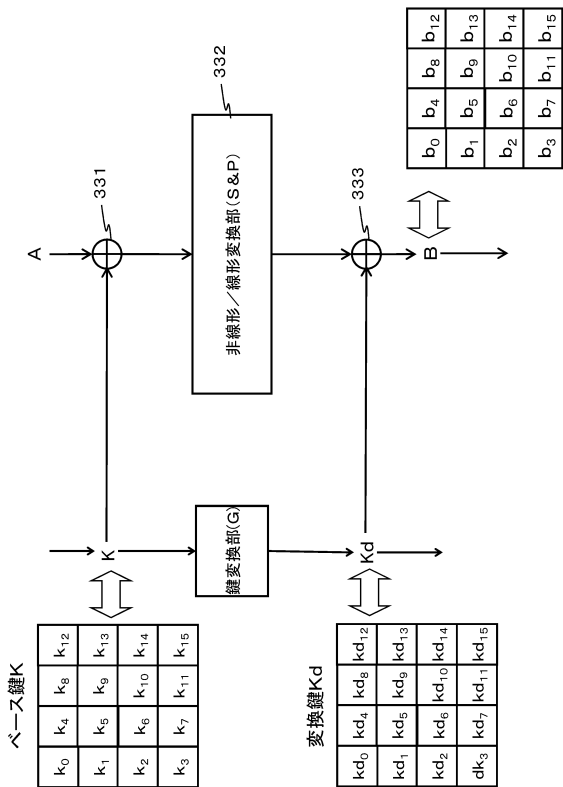 ベース鍵K
A
k0 k4 k8 k12
k1 k5 k9 k13
k2 k6 k10 k14
k3 k7 k11 k15
K
331
鍵変換部(G)
非線形/線形変換部(S&P)
332
変換鍵Kd
kd0 kd4 kd8 kd12
kd1 kd5 kd9 kd13
kd2 kd6 kd10 kd14
dk3 kd7 kd11 kd15
Kd
333
B
b0 b4 b8 b12
b1 b5 b9 b13
b2 b6 b10 b14
b3 b7 b11 b15